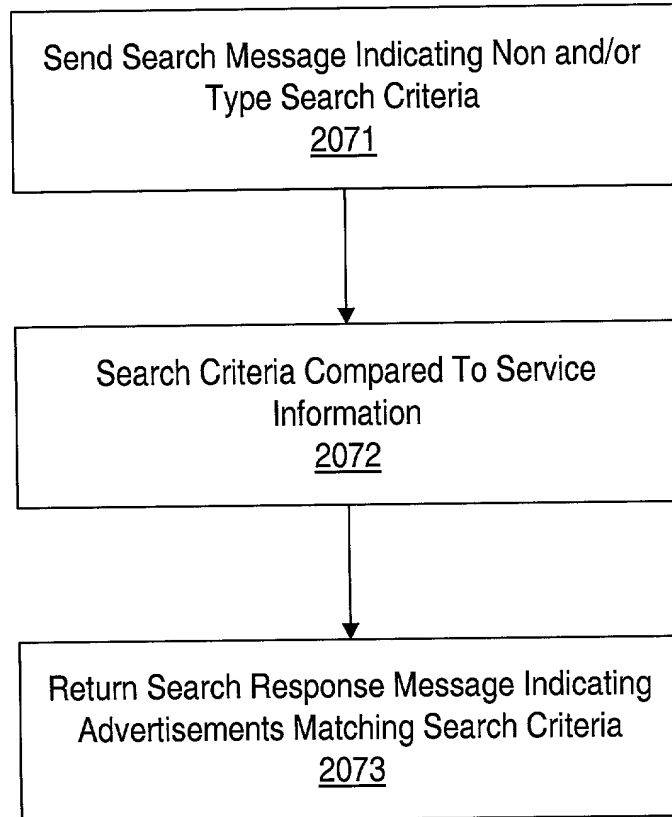 Send Search Message Indicating Non and/or
Type Search Criteria
2071
Search Criteria Compared To Service
Information
2072
Return Search Response Message Indicating
Advertisements Matching Search Criteria
2073